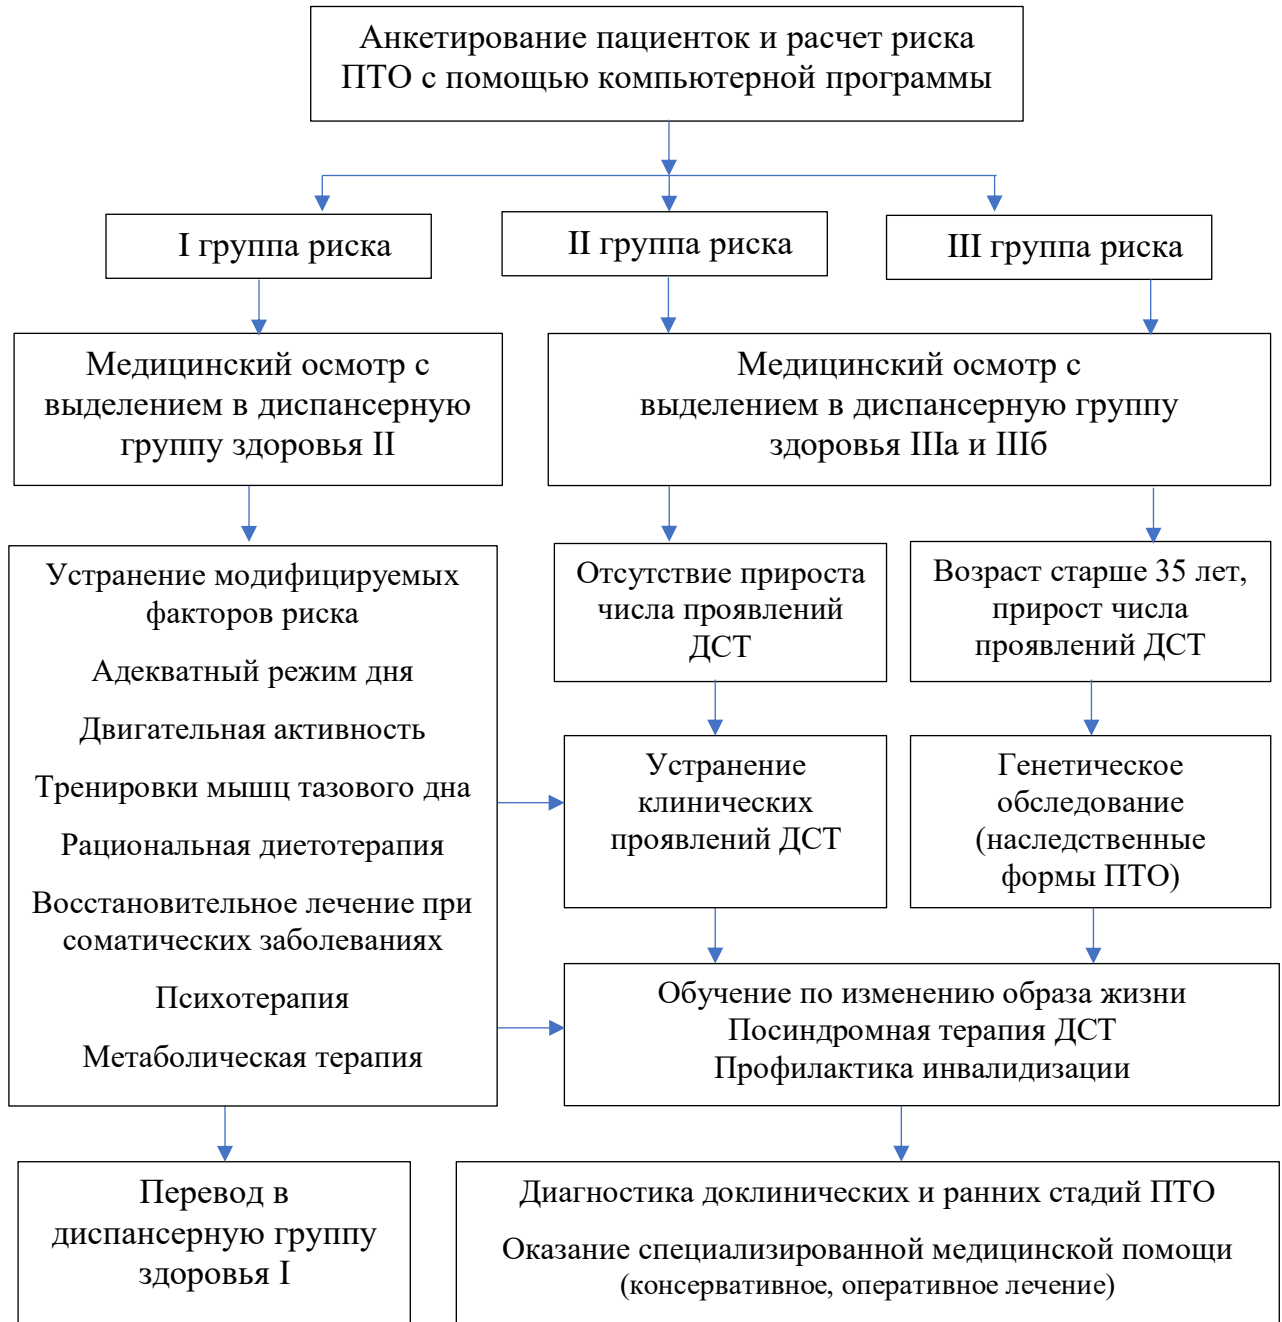 Анкетирование пациенток и расчет риска
ПТО с помощью компьютерной программы
I группа риска
II группа риска
III группа риска
Медицинский осмотр с
выделением в диспансерную
группу здоровья II
Медицинский осмотр с
выделением в диспансерную группу
здоровья IIIа и IIIб
Устранение модифицируемых
факторов риска
Адекватный режим дня
Двигательная активность
Тренировки мышц тазового дна
Рациональная диетотерапия
Восстановительное лечение при
соматических заболеваниях
Психотерапия
Метаболическая терапия
Отсутствие прироста
числа проявлений
ДСТ
Возраст старше 35 лет,
прирост числа
проявлений ДСТ
Устранение
клинических
проявлений ДСТ
Генетическое
обследование
(наследственные
формы ПТО)
Обучение по изменению образа жизни
Посиндромная терапия ДСТ
Профилактика инвалидизации
Перевод в
диспансерную группу
здоровья I
Диагностика доклинических и ранних стадий ПТО
Оказание специализированной медицинской помощи
(консервативное, оперативное лечение)